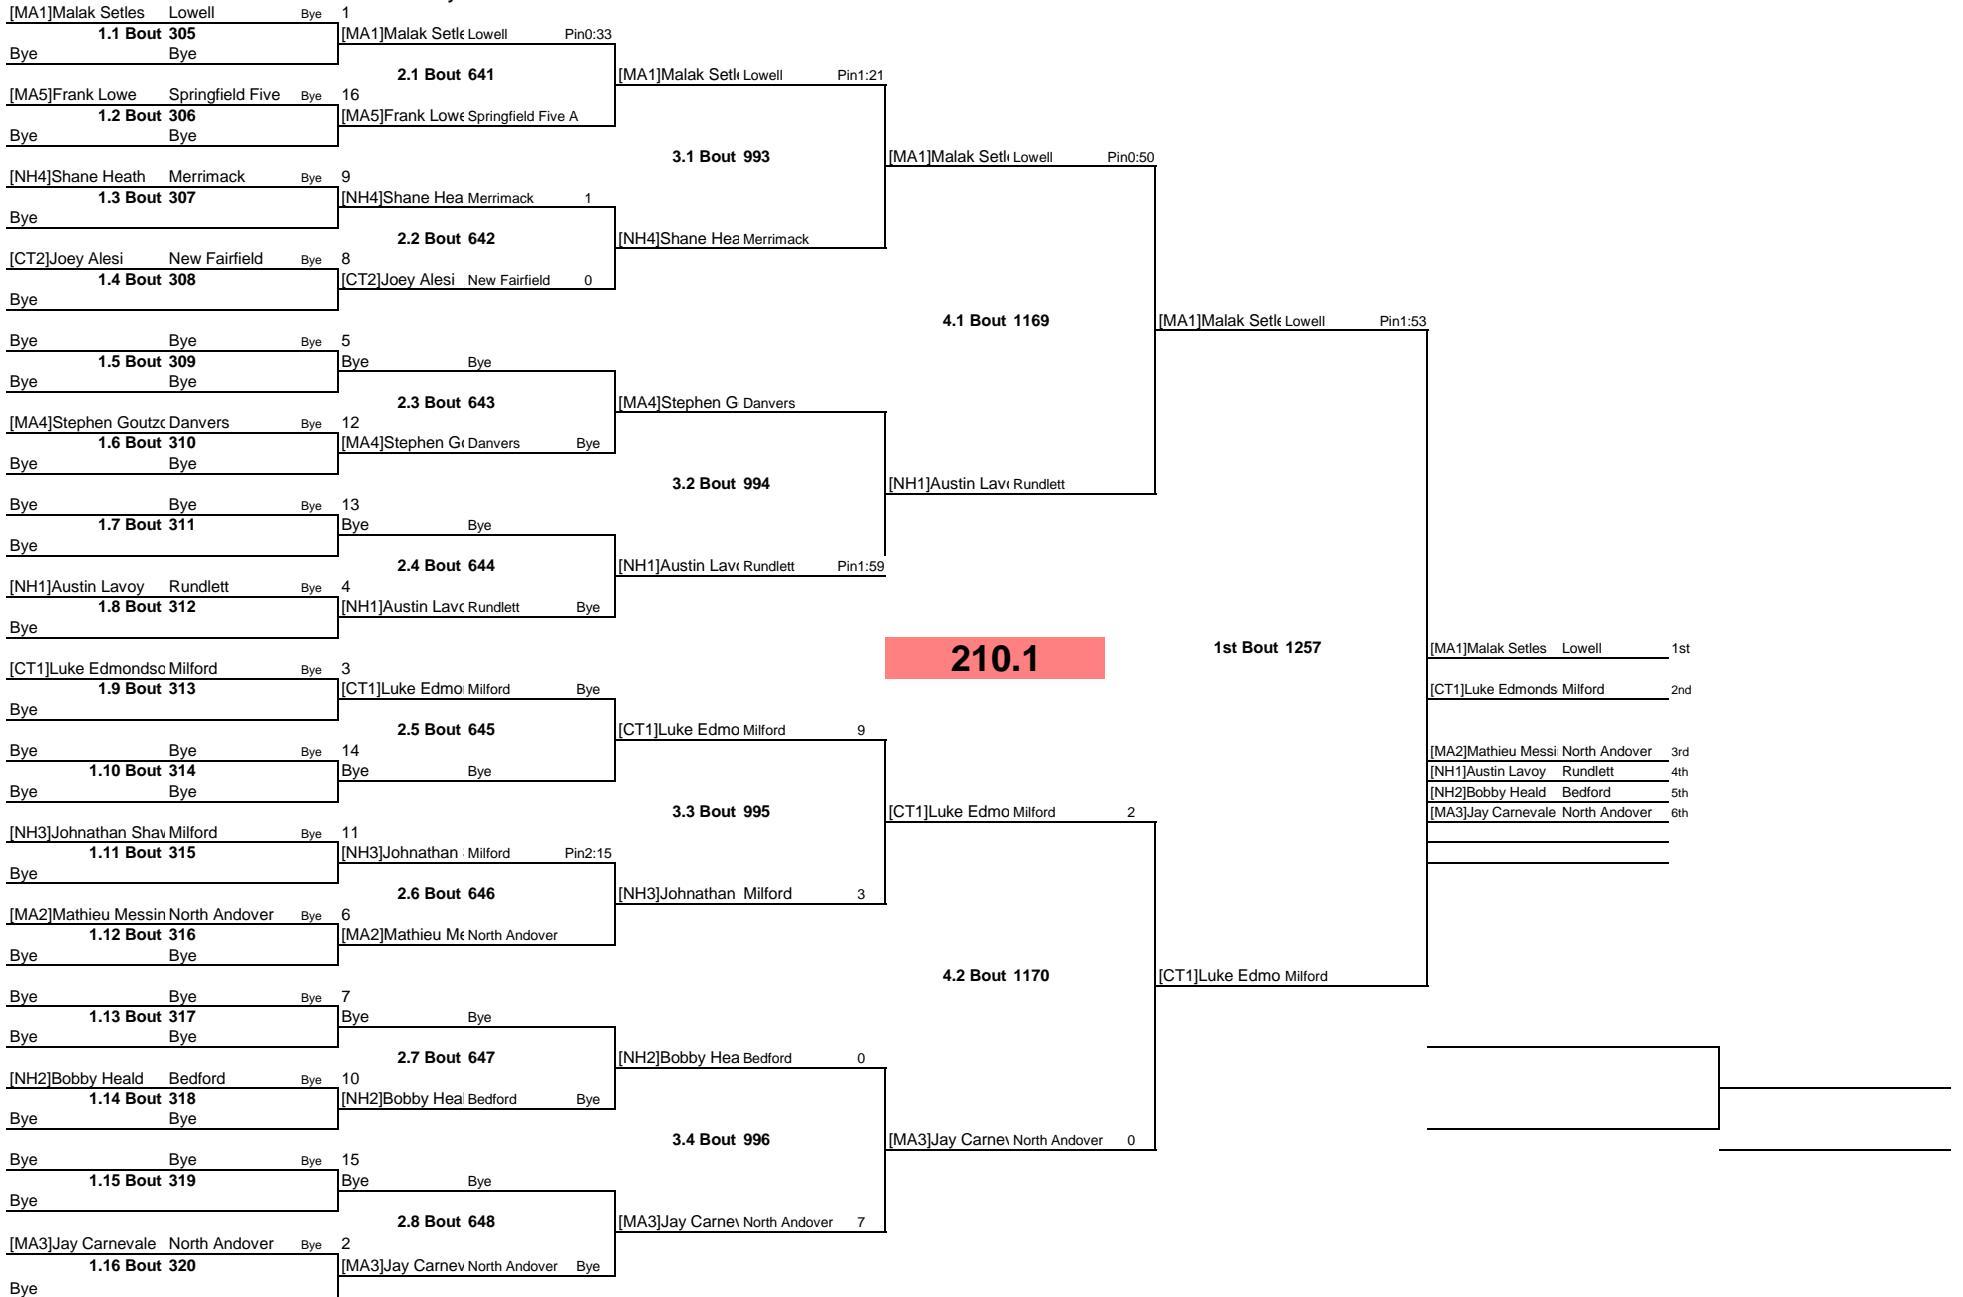 [MA1]Malak Setles Lowell Bye 1
1.1 Bout 305
Bye Bye
[MA5]Frank Lowe Springfield Five Bye 16
1.2 Bout 306
Bye Bye
[NH4]Shane Heath Merrimack Bye 9
1.3 Bout 307
Bye
[CT2]Joey Alesi New Fairfield Bye 8
1.4 Bout 308
Bye
Bye Bye Bye 5
1.5 Bout 309
Bye Bye
[MA4]Stephen Goutzo Danvers Bye 12
1.6 Bout 310
Bye Bye
Bye Bye Bye 13
1.7 Bout 311
Bye
[NH1]Austin Lavoy Rundlett Bye 4
1.8 Bout 312
Bye
[CT1]Luke Edmondso Milford Bye 3
1.9 Bout 313
Bye
Bye Bye Bye 14
1.10 Bout 314
Bye Bye
[NH3]Johnathan Shaw Milford Bye 11
1.11 Bout 315
Bye
[MA2]Mathieu Messin North Andover Bye 6
1.12 Bout 316
Bye Bye
Bye Bye Bye 7
1.13 Bout 317
Bye Bye
[NH2]Bobby Heald Bedford Bye 10
1.14 Bout 318
Bye Bye
Bye Bye Bye 15
1.15 Bout 319
Bye
[MA3]Jay Carnevale North Andover Bye 2
1.16 Bout 320
Bye
[MA1]Malak Setle Lowell Pin0:33
2.1 Bout 641
[MA5]Frank Lowe Springfield Five A
[NH4]Shane Hea Merrimack 1
2.2 Bout 642
[CT2]Joey Alesi New Fairfield 0
Bye Bye
2.3 Bout 643
[MA4]Stephen Go Danvers Bye
Bye Bye
2.4 Bout 644
[NH1]Austin Lavo Rundlett Bye
[CT1]Luke Edmo Milford Bye
2.5 Bout 645
Bye Bye
[NH3]Johnathan Milford Pin2:15
2.6 Bout 646
[MA2]Mathieu Me North Andover
Bye Bye
2.7 Bout 647
[NH2]Bobby Heal Bedford Bye
Bye Bye
2.8 Bout 648
[MA3]Jay Carnev North Andover Bye
[MA1]Malak Setl Lowell Pin1:21
3.1 Bout 993
[NH4]Shane Hea Merrimack
[MA4]Stephen G Danvers
3.2 Bout 994
[NH1]Austin Lavo Rundlett Pin1:59
[CT1]Luke Edmo Milford 9
3.3 Bout 995
[NH3]Johnathan Milford 3
[NH2]Bobby Hea Bedford 0
3.4 Bout 996
[MA3]Jay Carnev North Andover 7
[MA1]Malak Setl Lowell Pin0:50
4.1 Bout 1169
[NH1]Austin Lavo Rundlett
210.1
[CT1]Luke Edmo Milford 2
4.2 Bout 1170
[MA3]Jay Carnev North Andover 0
[MA1]Malak Setle Lowell Pin1:53
1st Bout 1257
[CT1]Luke Edmo Milford
[MA1]Malak Setles Lowell 1st
[CT1]Luke Edmonds Milford 2nd
[MA2]Mathieu Messi North Andover 3rd
[NH1]Austin Lavoy Rundlett 4th
[NH2]Bobby Heald Bedford 5th
[MA3]Jay Carnevale North Andover 6th